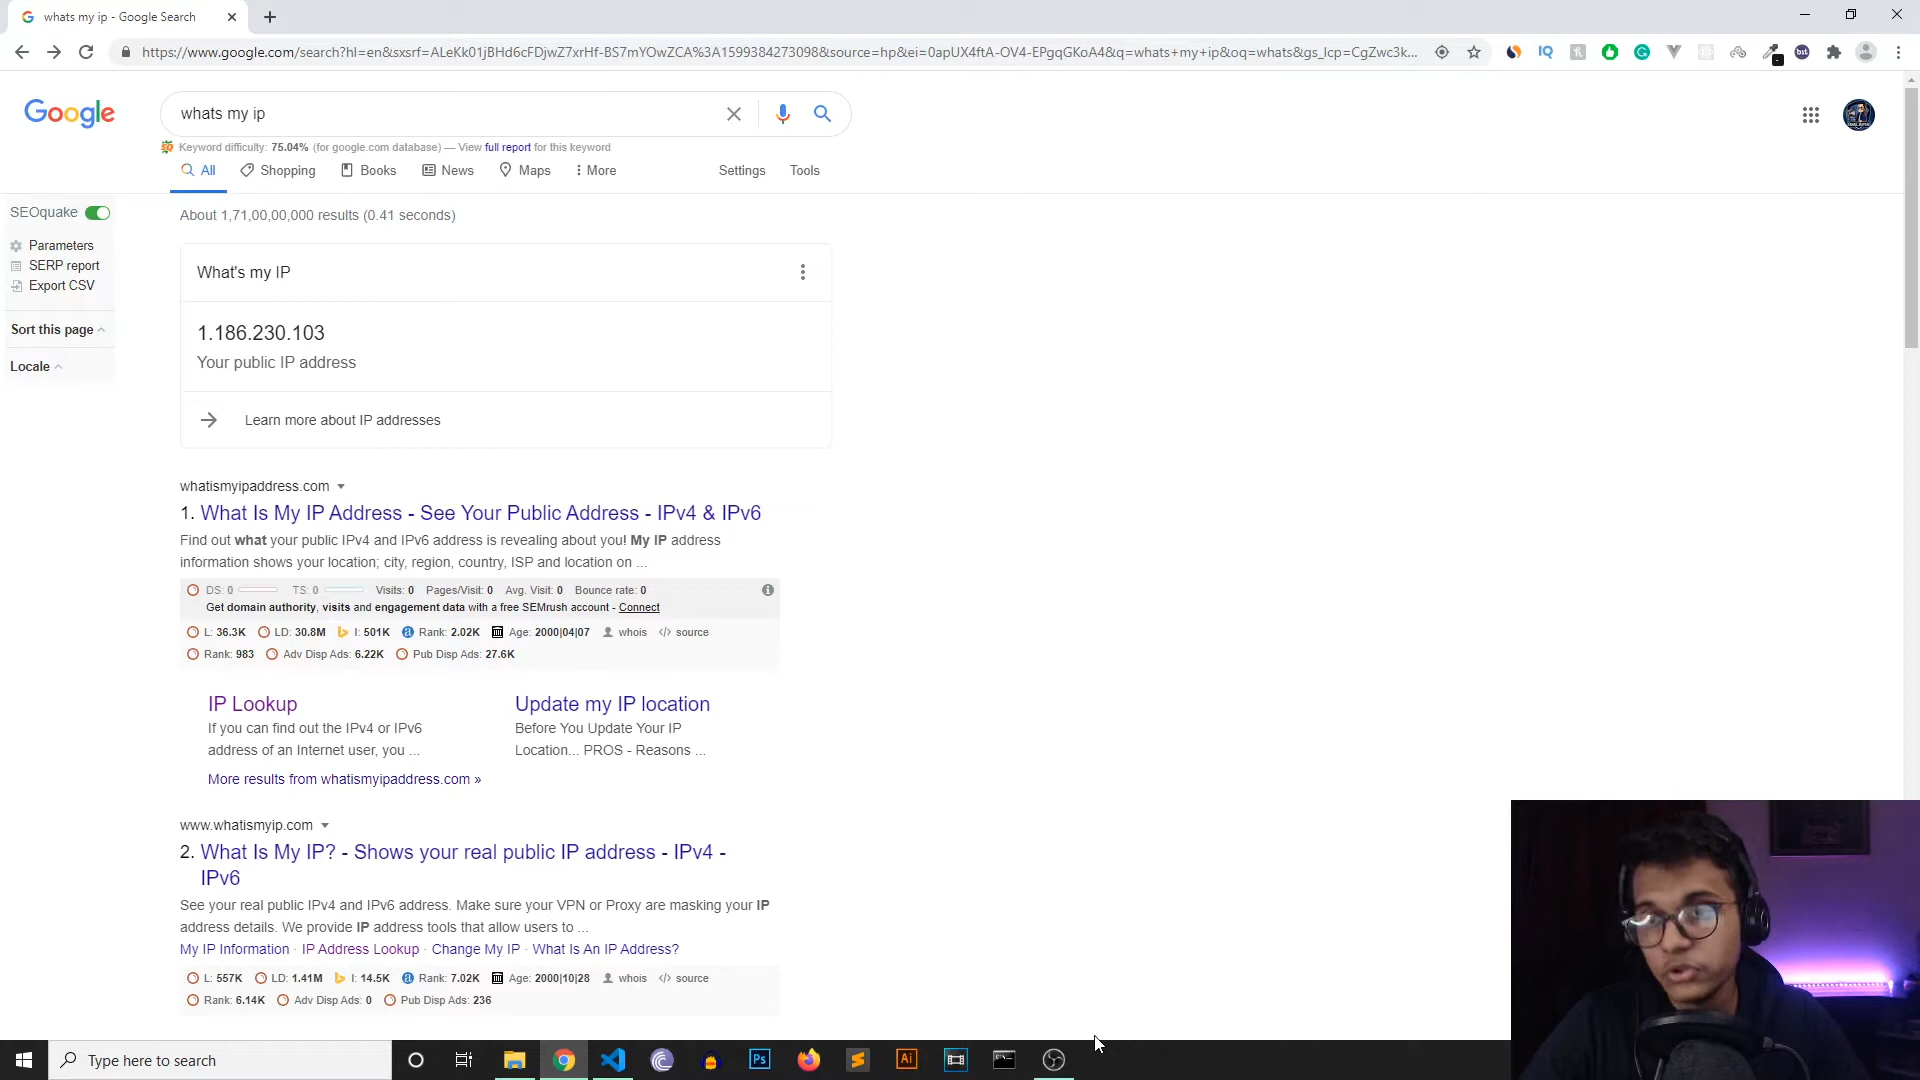 whats my ip - Google Search
https://www.google.com/search?hl=en&sxsrf=ALeKk01jBHd6cFDjwZ7xrHf-BS7mYOwZCA%3A1599384273098&source=hp&ei=0apUX4ftA-OV4-EPgqGKoA4&q=whats+my+ip&oq=whats&gs_lcp=CgZwc3k...
IQ
Google
whats my ip
Keyword difficulty: 75.04% (for google.com database) — View full report for this keyword
All
Shopping
Books
News
Maps
More
Settings
Tools
SEOquake
Parameters
SERP report
Export CSV
Sort this page
Locale
About 1,71,00,00,000 results (0.41 seconds)
What's my IP
1.186.230.103
Your public IP address
Learn more about IP addresses
whatismyipaddress.com
1. What Is My IP Address - See Your Public Address - IPv4 & IPv6
Find out what your public IPv4 and IPv6 address is revealing about you! My IP address
information shows your location; city, region, country, ISP and location on ...
DS: 0 TS: 0 Visits: 0 Pages/Visit: 0 Avg. Visit: 0 Bounce rate: 0
Get domain authority, visits and engagement data with a free SEMrush account - Connect
L: 36.3K LD: 30.8M I: 501K Rank: 2.02K Age: 2000|04|07 whois source
Rank: 983 Adv Disp Ads: 6.22K Pub Disp Ads: 27.6K
IP Lookup
If you can find out the IPv4 or IPv6
address of an Internet user, you ...
Update my IP location
Before You Update Your IP
Location... PROS - Reasons ...
More results from whatismyipaddress.com »
www.whatismyip.com
2. What Is My IP? - Shows your real public IP address - IPv4 -
IPv6
See your real public IPv4 and IPv6 address. Make sure your VPN or Proxy are masking your IP
address details. We provide IP address tools that allow users to ...
My IP Information · IP Address Lookup · Change My IP · What Is An IP Address?
L: 557K LD: 1.41M I: 14.5K Rank: 7.02K Age: 2000|10|28 whois source
Rank: 6.14K Adv Disp Ads: 0 Pub Disp Ads: 236
Type here to search
Ps
Ai